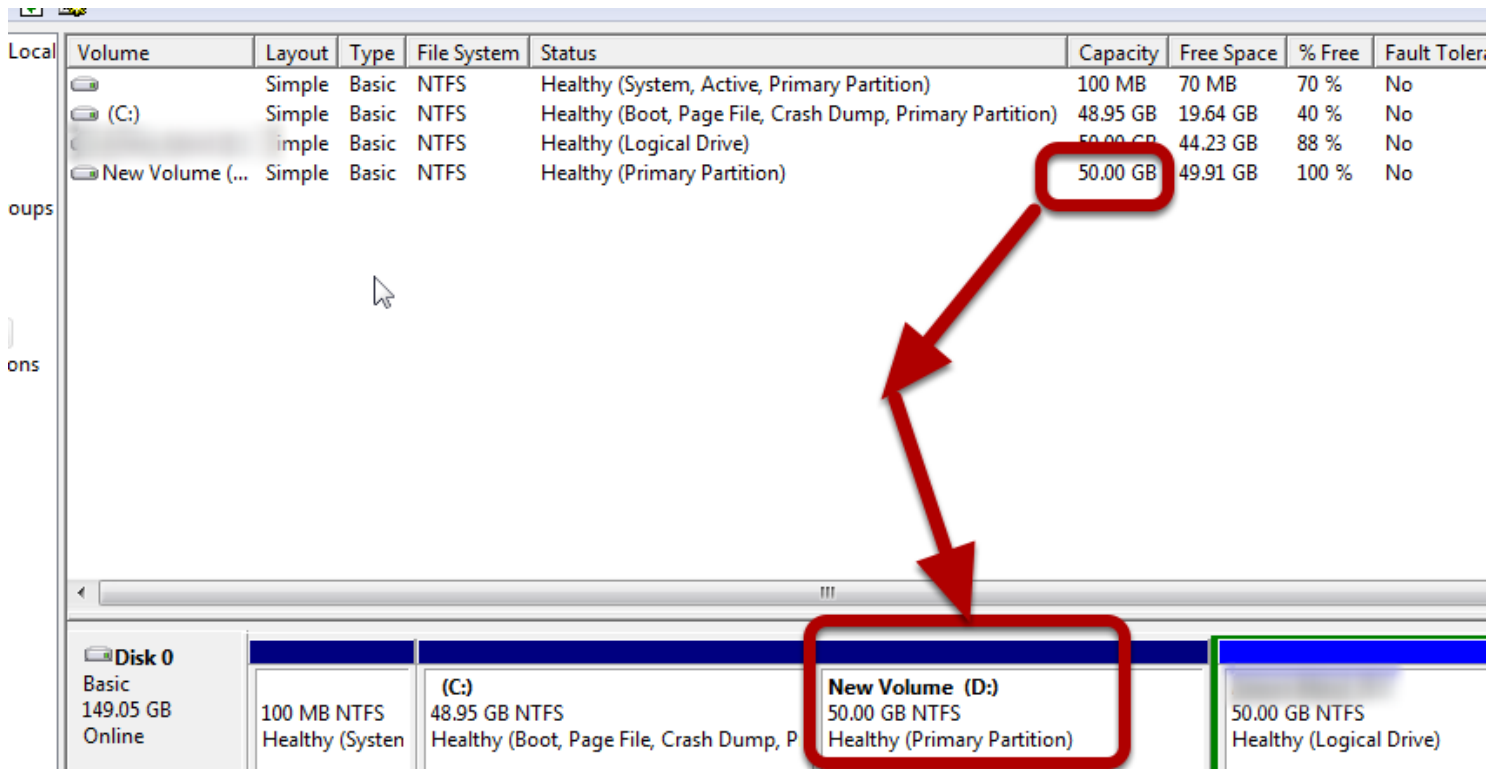 Local
Volume Layout Type File System Status Capacity Free Space % Free Fault Tolera
Simple Basic NTFS Healthy (System, Active, Primary Partition) 100 MB 70 MB 70 % No
(C:) Simple Basic NTFS Healthy (Boot, Page File, Crash Dump, Primary Partition) 48.95 GB 19.64 GB 40 % No
imple Basic NTFS Healthy (Logical Drive) 50.00 GB 44.23 GB 88 % No
New Volume (... Simple Basic NTFS Healthy (Primary Partition) 50.00 GB 49.91 GB 100 % No
oups
ons
Disk 0
Basic
149.05 GB
Online
100 MB NTFS
Healthy (Systen
(C:)
48.95 GB NTFS
Healthy (Boot, Page File, Crash Dump, P
New Volume (D:)
50.00 GB NTFS
Healthy (Primary Partition)
50.00 GB NTFS
Healthy (Logical Drive)